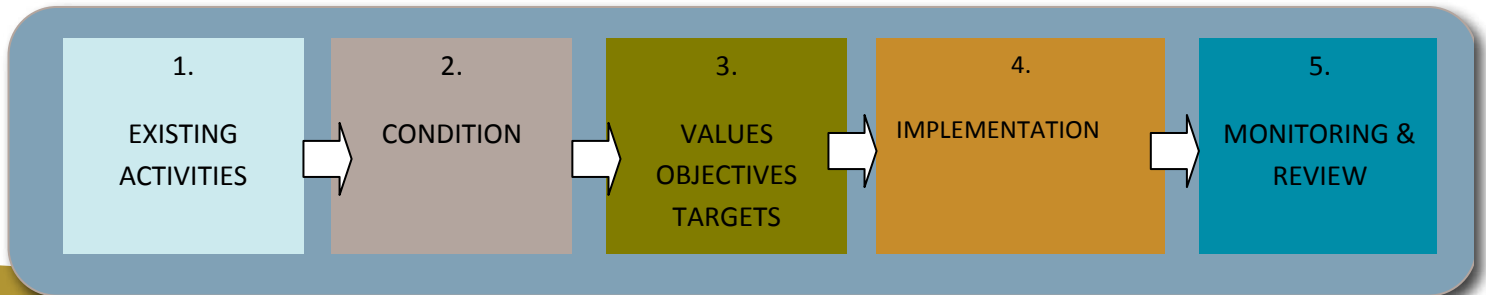 1.
EXISTING
ACTIVITIES
2.
CONDITION
3.
VALUES
OBJECTIVES
TARGETS
4.
IMPLEMENTATION
5.
MONITORING &
REVIEW